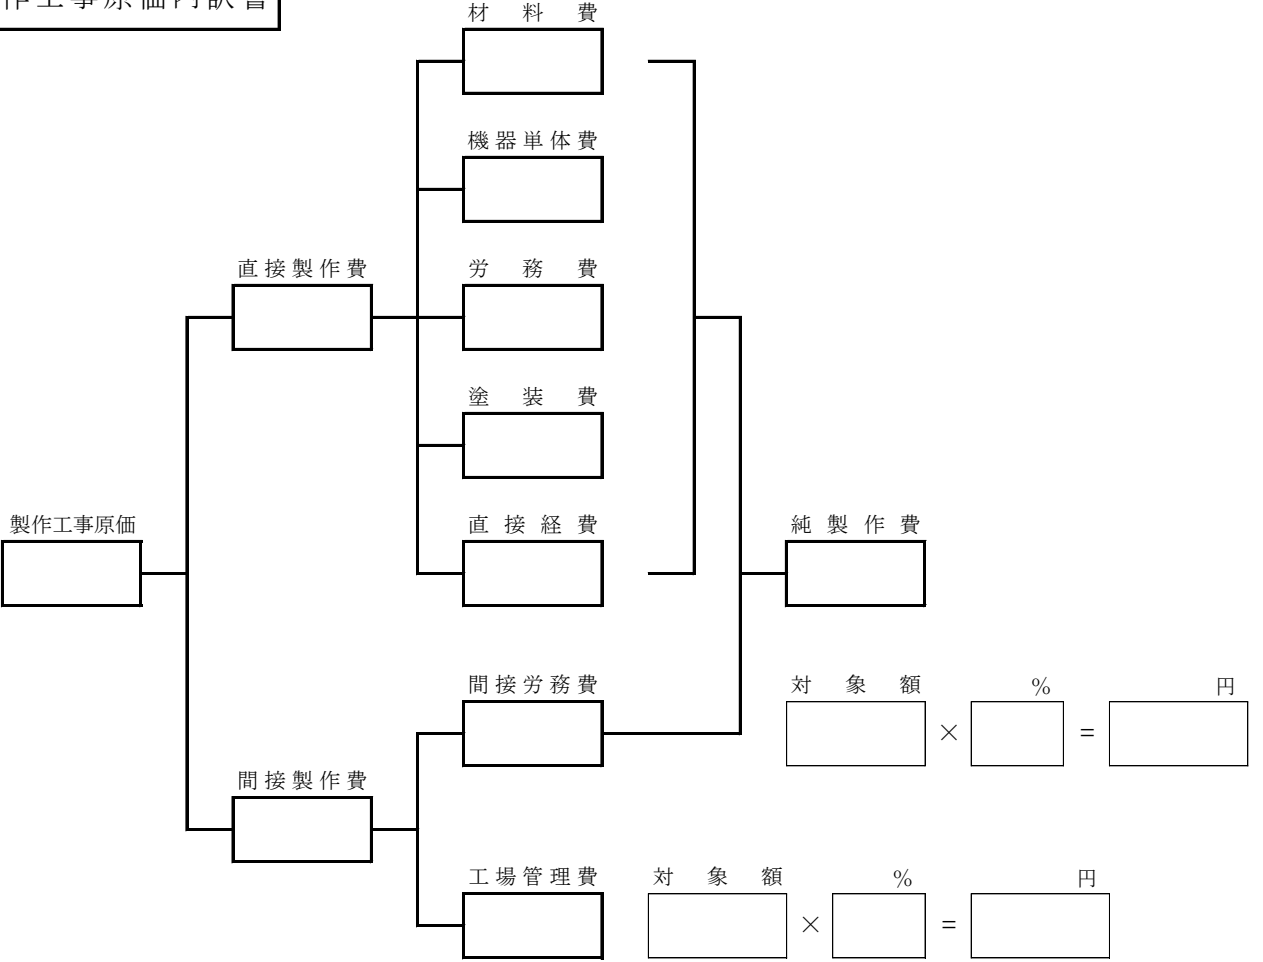 作工事原価内訳書
材料費
機器単体費
直接製作費
労務費
塗装費
製作工事原価
直接経費
純製作費
間接労務費
対象額
%
円
×
=
間接製作費
工場管理費
対象額
%
円
×
=